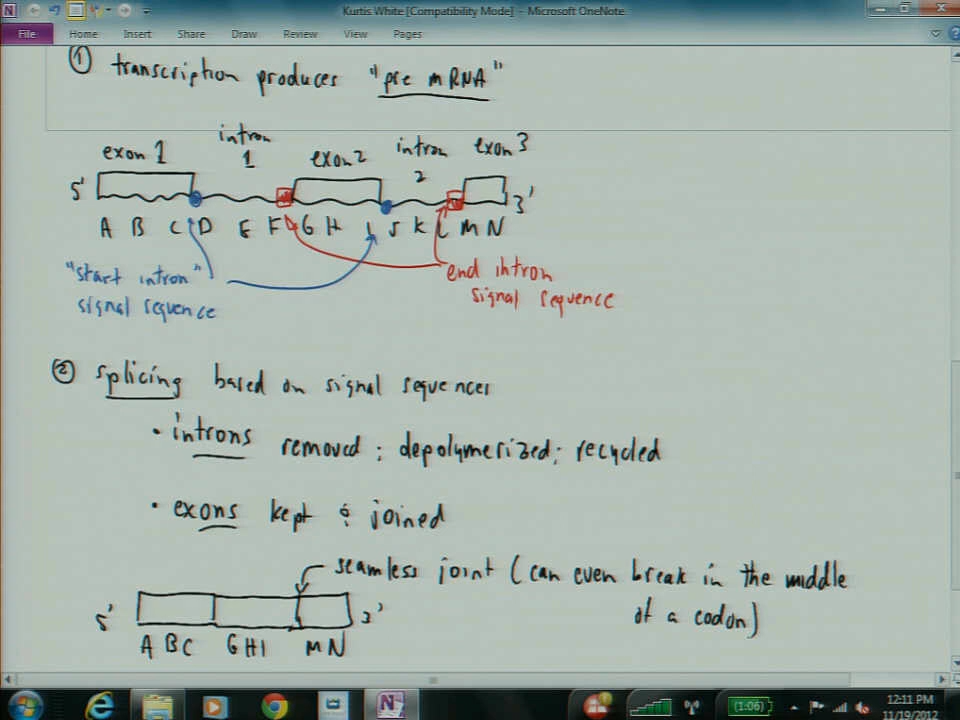 Kurtis White [Compatibility Mode] - Microsoft OneNote
File Home Insert Share Draw Review View Pages
① transcription produces "pre mRNA"
exon 1 intron 1 exon 2 intron 2 exon 3
5' 3'
A B C D E F G H I J K L M N
"start intron" signal sequence
end intron signal sequence
② splicing based on signal sequences
• introns removed; depolymerized; recycled
• exons kept & joined
seamless joint (can even break in the middle
of a codon)
5' 3'
A B C G H I M N
(1:06)
12:11 PM
11/19/2012